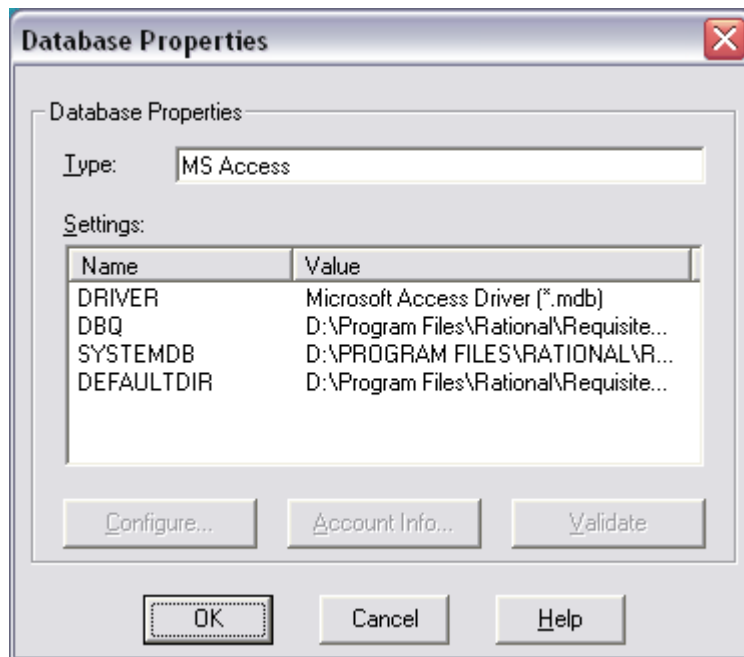 Database Properties
Database Properties
Type: MS Access
Settings:
Name Value
DRIVER Microsoft Access Driver (*.mdb)
DBQ D:\Program Files\Rational\Requisite...
SYSTEMDB D:\PROGRAM FILES\RATIONAL\R...
DEFAULTDIR D:\Program Files\Rational\Requisite...
Configure... Account Info... Validate
OK Cancel Help